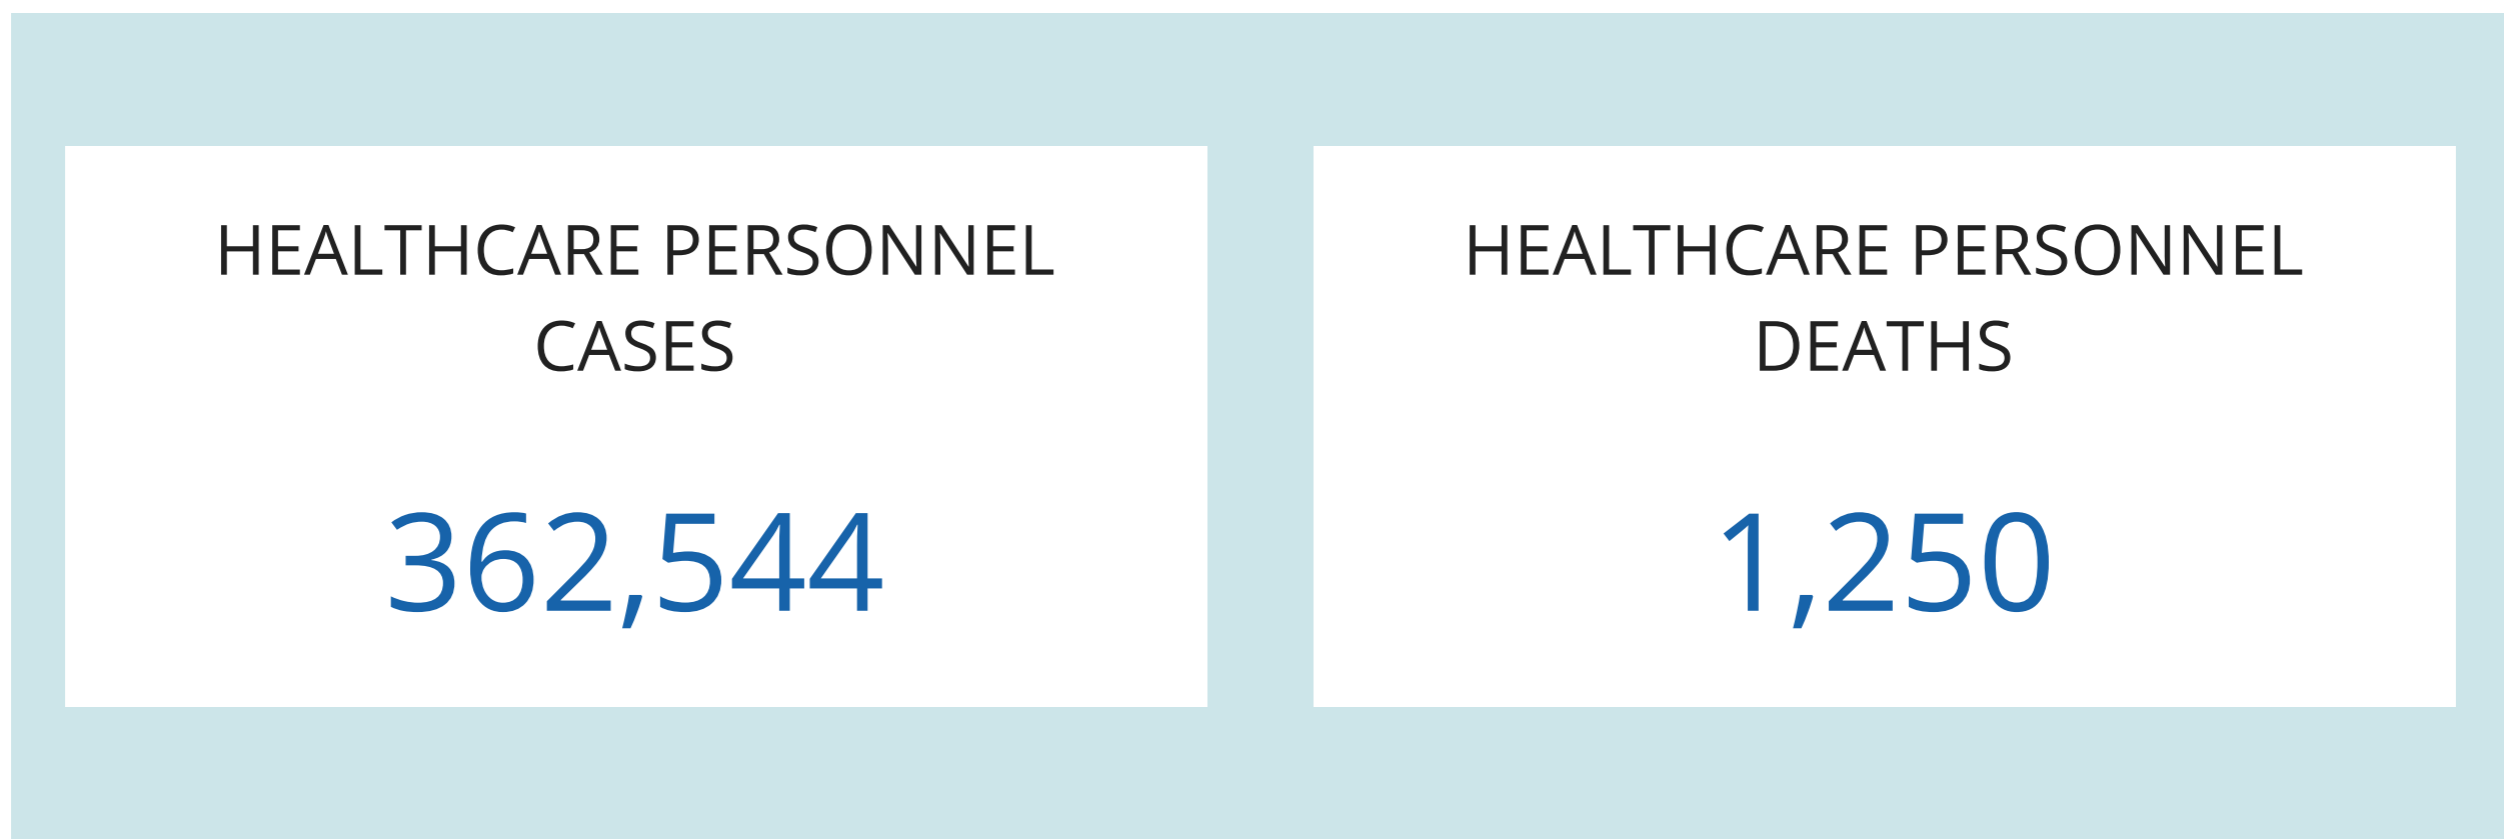 HEALTHCARE PERSONNEL
CASES
362,544
HEALTHCARE PERSONNEL
DEATHS
1,250